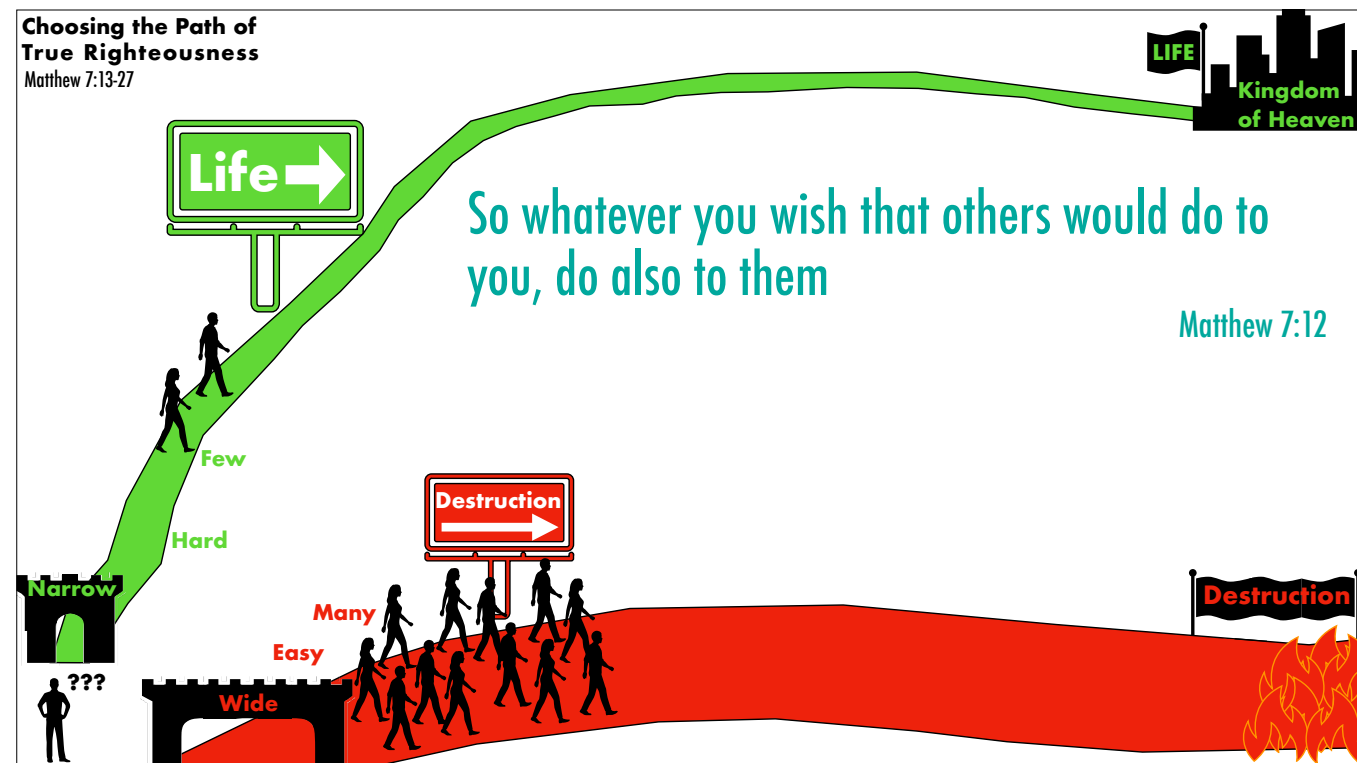 Choosing the Path of
True Righteousness
Matthew 7:13-27
LIFE
Kingdom
of Heaven
Life
So whatever you wish that others would do to
you, do also to them
Matthew 7:12
Few
Hard
Narrow
???
Destruction
Many
Easy
Wide
Destruction